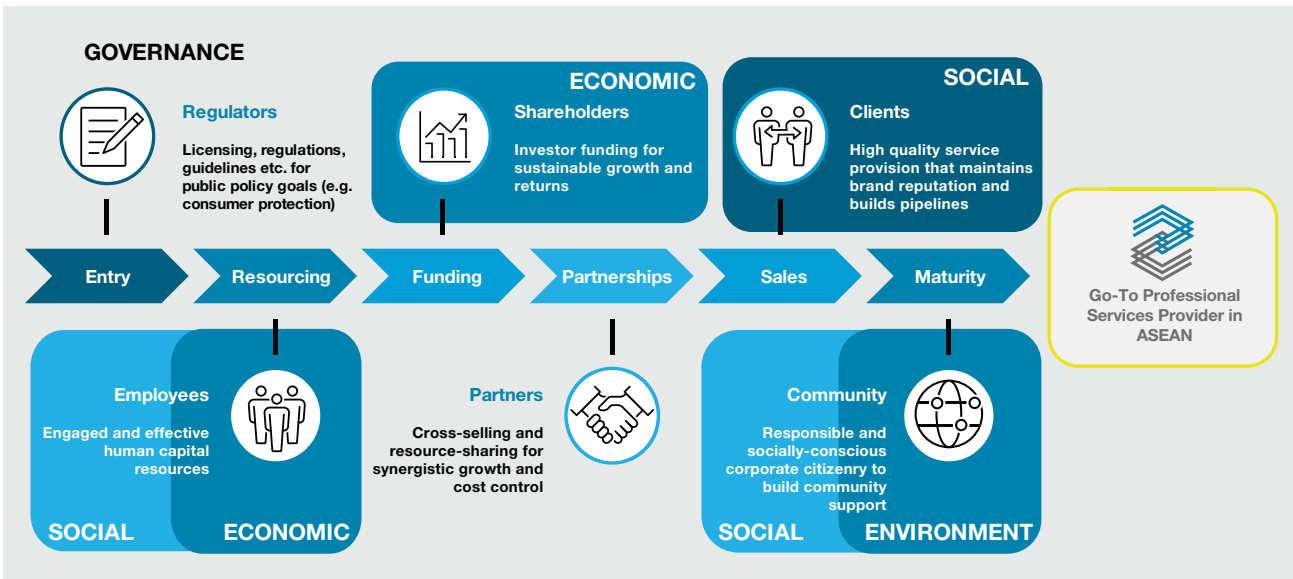 GOVERNANCE
Regulators
Licensing, regulations,
guidelines etc. for
public policy goals (e.g.
consumer protection)
ECONOMIC
Shareholders
Investor funding for
sustainable growth and
returns
SOCIAL
Clients
High quality service
provision that maintains
brand reputation and
builds pipelines
Entry
Resourcing
Funding
Partnerships
Sales
Maturity
Go-To Professional
Services Provider in
ASEAN
Employees
Engaged and effective
human capital
resources
SOCIAL
ECONOMIC
Partners
Cross-selling and
resource-sharing for
synergistic growth and
cost control
Community
Responsible and
socially-conscious
corporate citizenry to
build community
support
SOCIAL
ENVIRONMENT